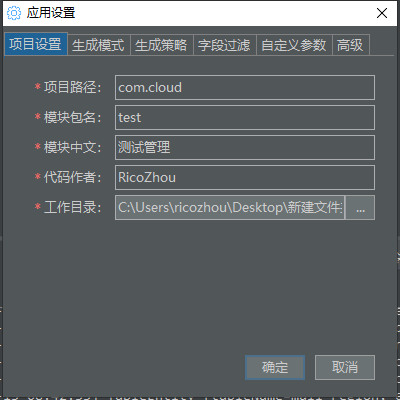 应用设置
项目设置 生成模式 生成策略 字段过滤 自定义参数 高级
* 项目路径: com.cloud
* 模块包名: test
* 模块中文: 测试管理
* 代码作者: RicoZhou
* 工作目录: C:\Users\ricozhou\Desktop\新建文件 ...
确定 取消